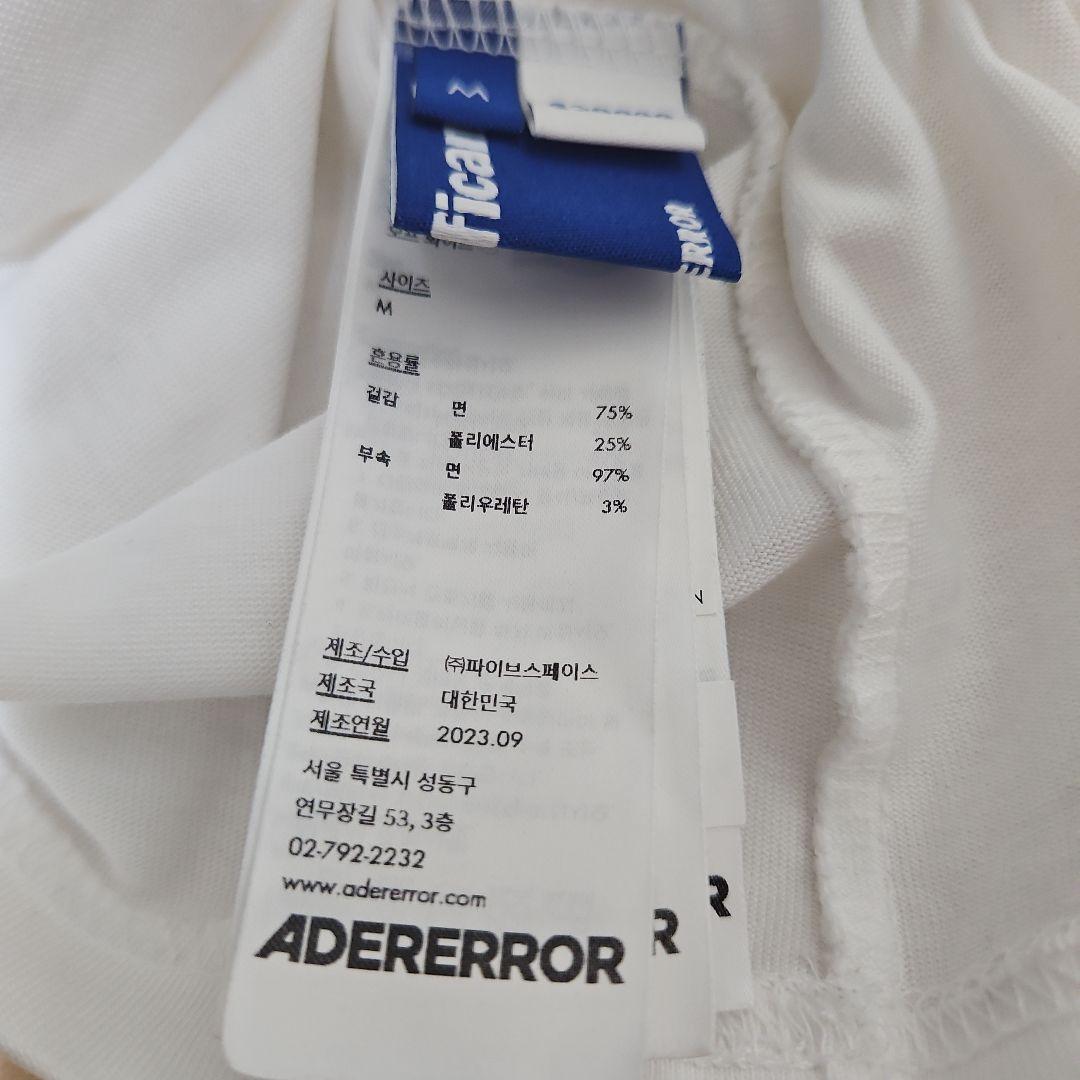 M
Ficar
ERROR
사이즈
M
혼용률
겉감 면 75%
폴리에스터 25%
부속 면 97%
폴리우레탄 3%
제조/수입 ㈜파이브스페이스
제조국 대한민국
제조연월 2023.09
서울 특별시 성동구
연무장길 53, 3층
02-792-2232
www.adererror.com
ADERERROR
R
R